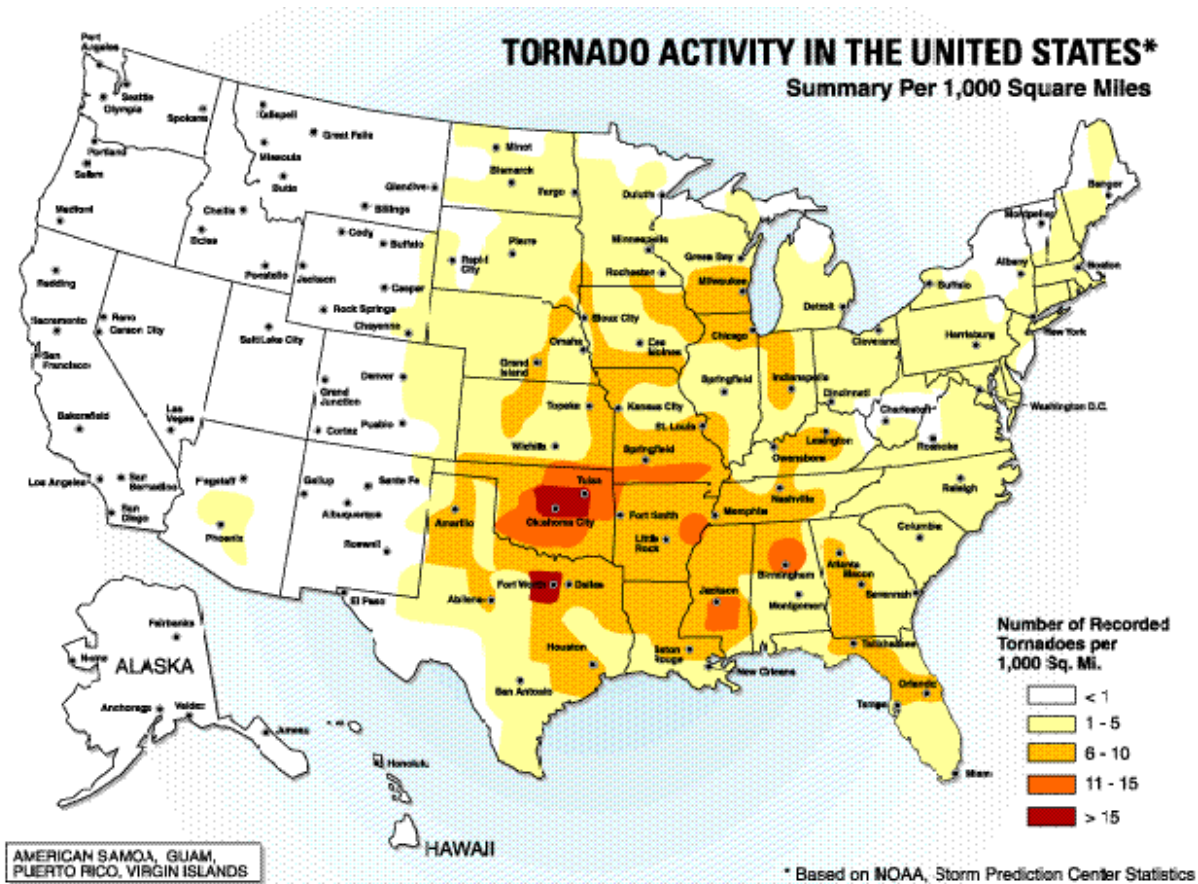 TORNADO ACTIVITY IN THE UNITED STATES*
Summary Per 1,000 Square Miles
Port
Angeles
Seattle
Olympia
Spokane
Portland
Salem
Medford
Great Falls
Missoula
Butte
Glendive
Billings
Boise
Pocatello
Cody
Buffalo
Jackson
Casper
Rock Springs
Cheyenne
Redding
Sacramento
San
Francisco
Reno
Carson City
Salt Lake City
Bakersfield
Las
Vegas
Los Angeles
San
Bernadino
San
Diego
Flagstaff
Phoenix
Grand
Junction
Denver
Cortez
Pueblo
Gallup
Santa Fe
Albuquerque
Roswell
El Paso
Minot
Bismarck
Fargo
Pierre
City
Duluth
Minneapolis
Rochester
Green Bay
Milwaukee
Sioux City
Omaha
Grand
Island
Moines
Chicago
Detroit
Topeka
Kansas City
Wichita
Springfield
Indianapolis
Cincinnati
Cleveland
St. Louis
Springfield
Owensboro
Lexington
Charleston
Roanoke
Washington D.C.
Harrisburg
New York
Buffalo
Albany
Boston
Montpelier
Bangor
Tulsa
Oklahoma City
Amarillo
Fort Smith
Little
Rock
Memphis
Nashville
Raleigh
Columbia
Fort Worth
Dallas
Abilene
Houston
San Antonio
Jackson
Birmingham
Montgomery
Atlanta
Macon
Savannah
Baton
Rouge
New Orleans
Tallahassee
Orlando
Tampa
Miami
Fairbanks
Nome
ALASKA
Anchorage
Valdez
Juneau
Honolulu
HAWAII
Number of Recorded
Tornadoes per
1,000 Sq. Mi.
< 1
1 - 5
6 - 10
11 - 15
> 15
AMERICAN SAMOA, GUAM,
PUERTO RICO, VIRGIN ISLANDS
* Based on NOAA, Storm Prediction Center Statistics